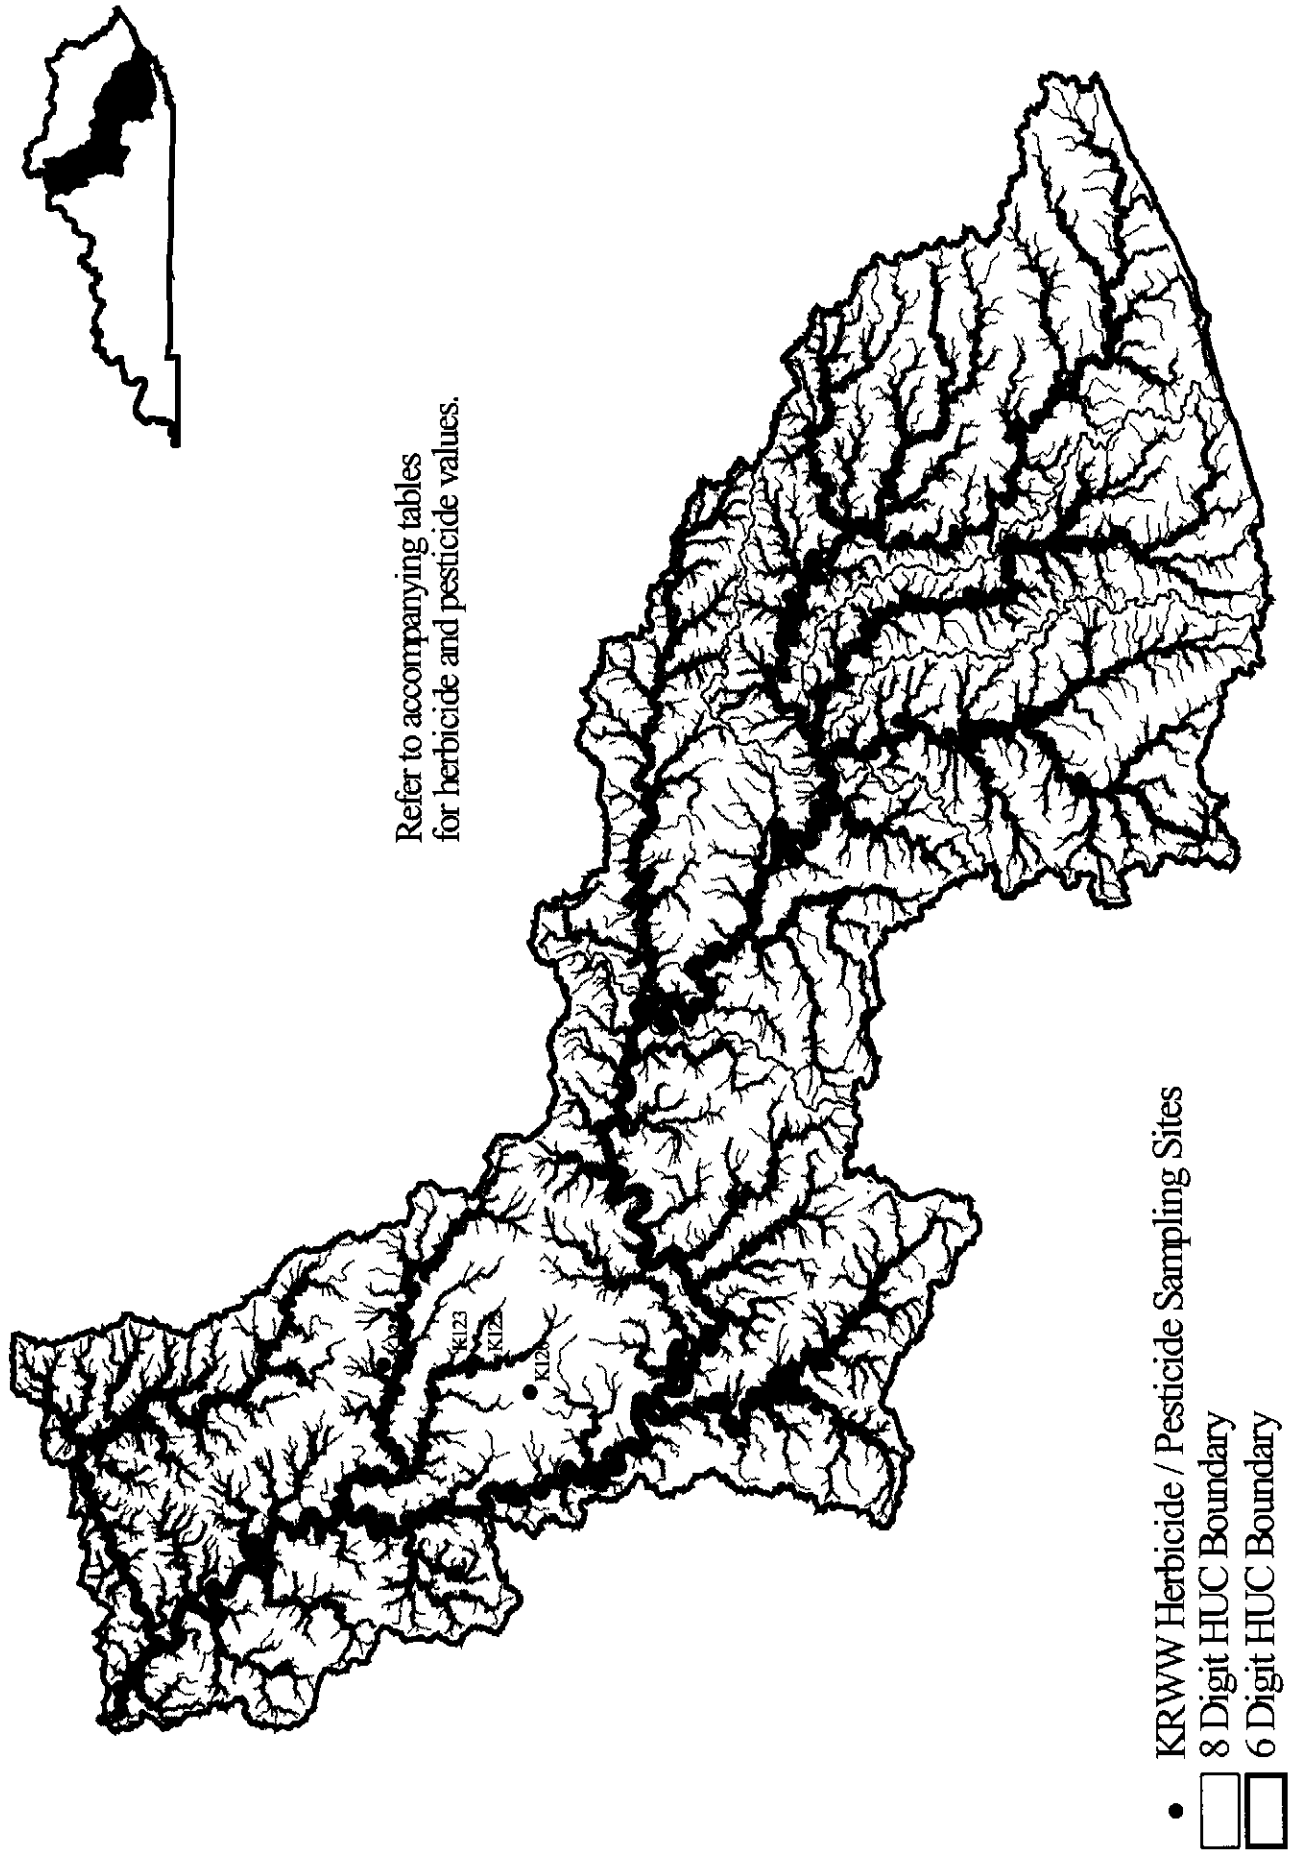 Refer to accompanying tables
for herbicide and pesticide values.
K123
K120
KRWW Herbicide / Pesticide Sampling Sites
8 Digit HUC Boundary
6 Digit HUC Boundary